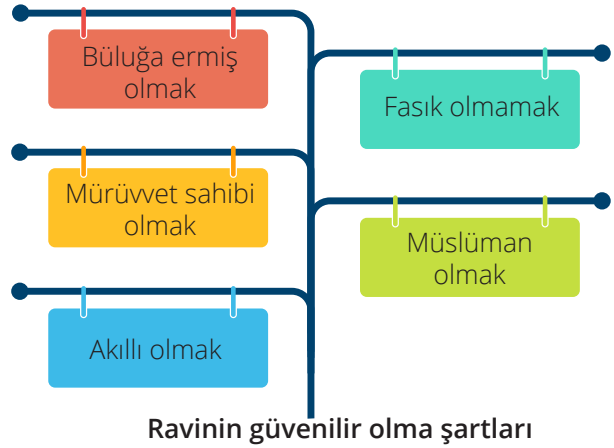 Büluğa ermiş
olmak
Fasık olmamak
Mürüvvet sahibi
olmak
Müslüman
olmak
Akıllı olmak
Ravinin güvenilir olma şartları